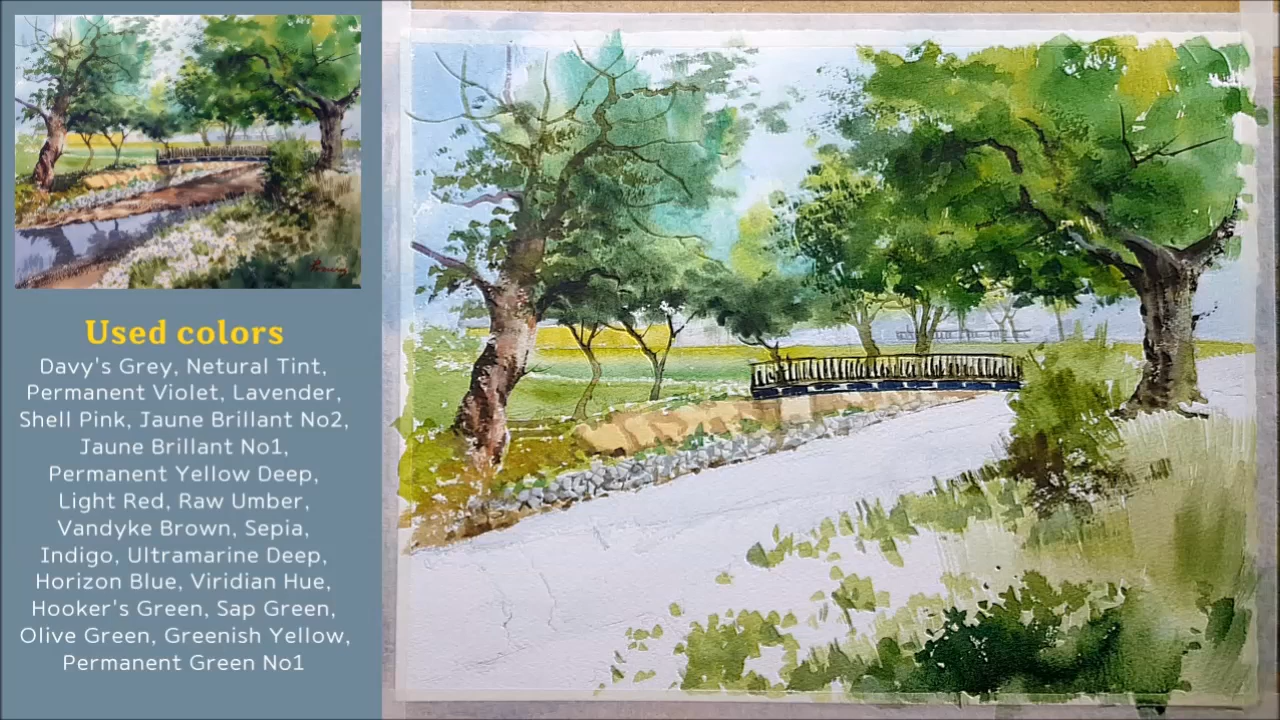 Used colors
Davy's Grey, Netural Tint,
Permanent Violet, Lavender,
Shell Pink, Jaune Brillant No2,
Jaune Brillant No1,
Permanent Yellow Deep,
Light Red, Raw Umber,
Vandyke Brown, Sepia,
Indigo, Ultramarine Deep,
Horizon Blue, Viridian Hue,
Hooker's Green, Sap Green,
Olive Green, Greenish Yellow,
Permanent Green No1